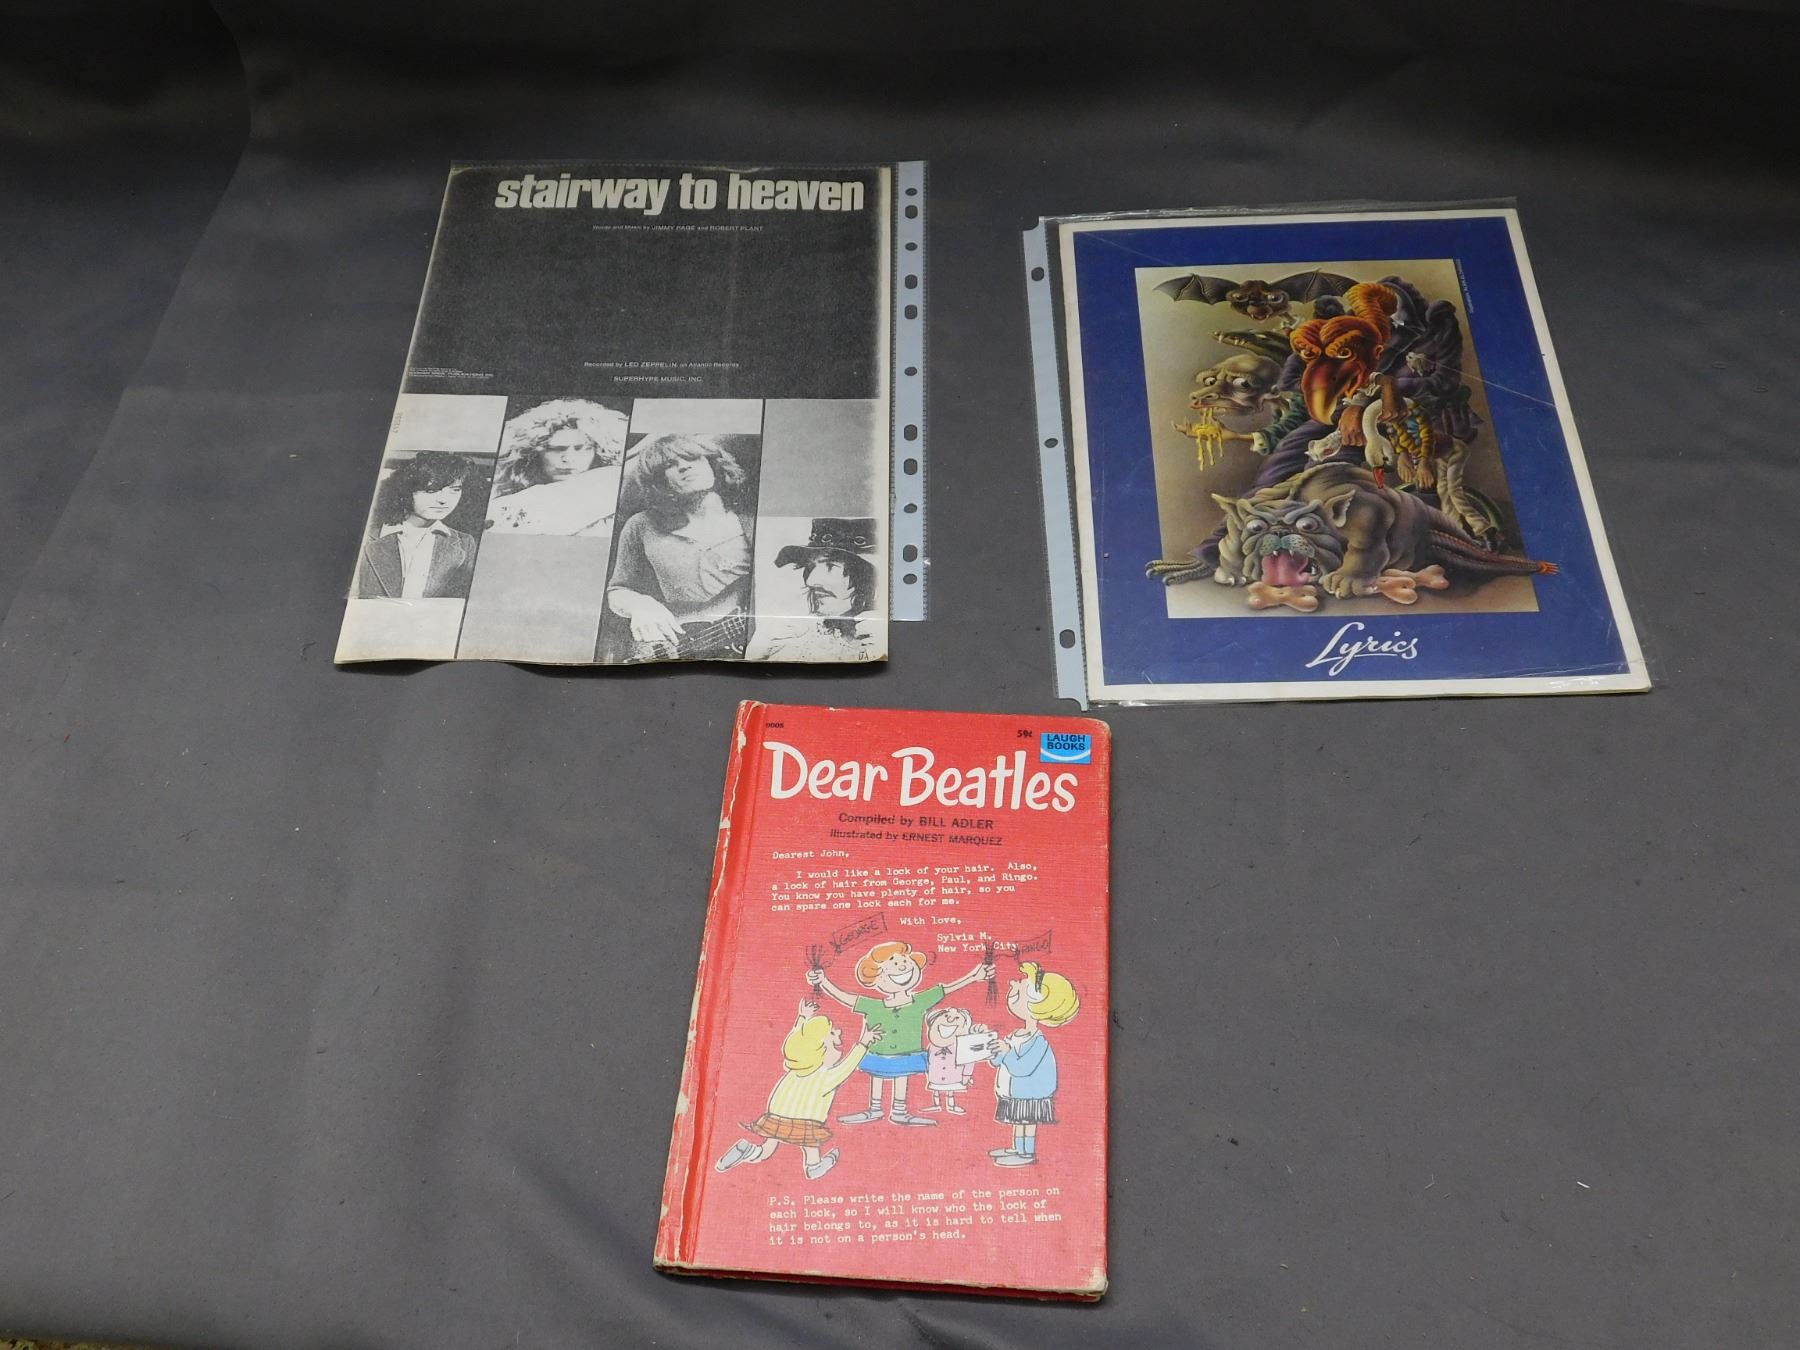 stairway to heaven
Words and Music by JIMMY PAGE and ROBERT PLANT
Recorded by LED ZEPPELIN on Atlantic Records
SUPERHYPE MUSIC, INC.
Lyrics
0005
59¢
LAUGH
BOOKS
Dear Beatles
Compiled by BILL ADLER
Illustrated by ERNEST MARQUEZ
Dearest John,
I would like a lock of your hair. Also,
a lock of hair from George, Paul, and Ringo.
You know you have plenty of hair, so you
can spare one lock each for me.
With love,
Sylvia M.
New York City
GEORGE
RINGO
P.S. Please write the name of the person on
each lock, so I will know who the lock of
hair belongs to, as it is hard to tell when
it is not on a person's head.